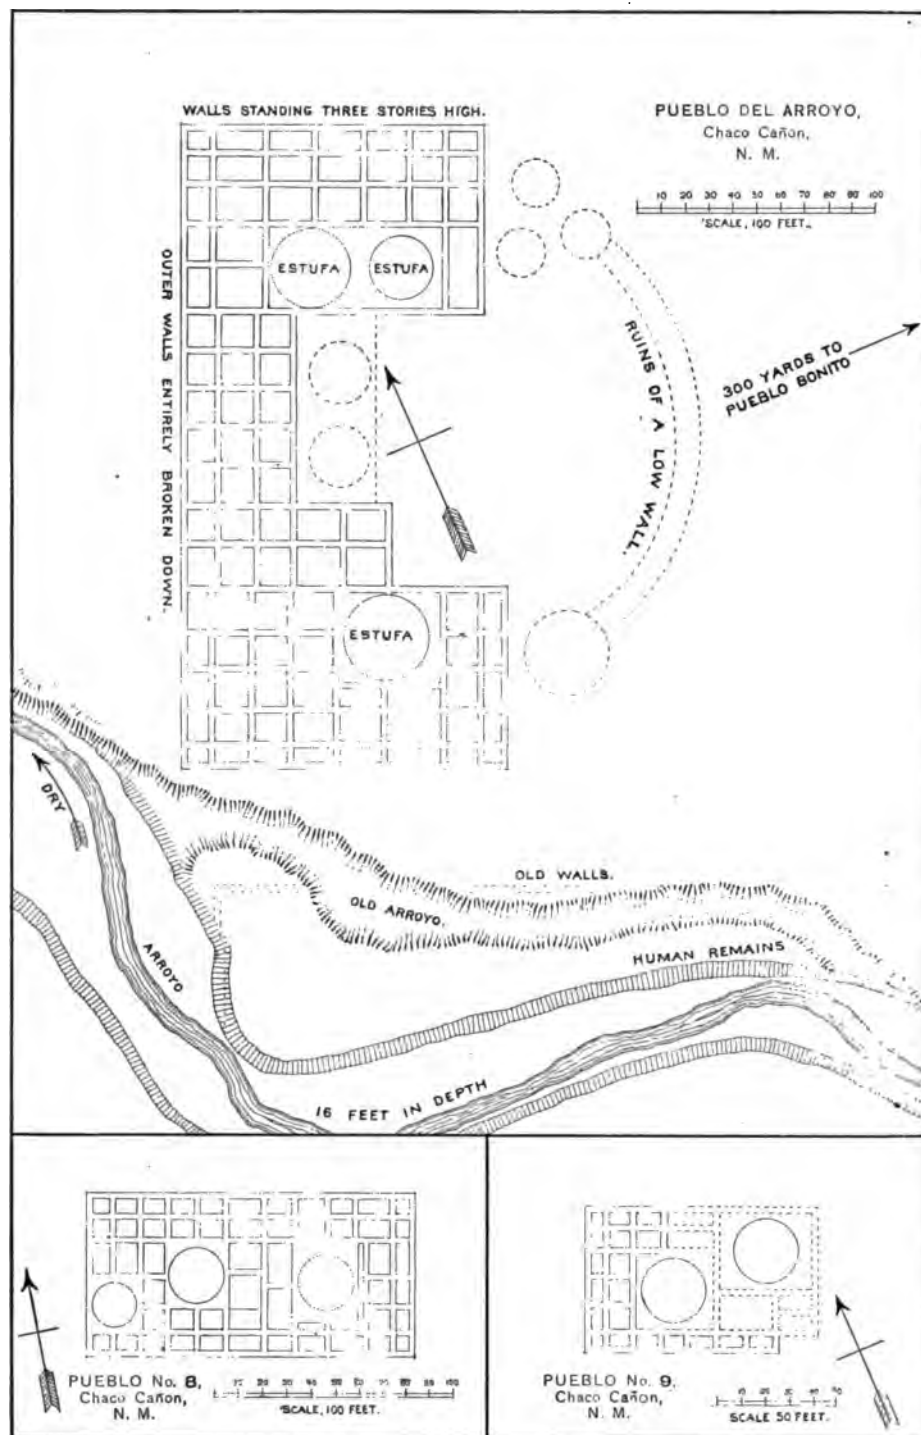 WALLS STANDING THREE STORIES HIGH.
PUEBLO DEL ARROYO,
Chaco Cañon,
N. M.
10 20 30 40 50 60 70 80 90 100
SCALE, 100 FEET.
ESTUFA
ESTUFA
OUTER WALLS ENTIRELY BROKEN DOWN.
RUINS OF A LOW WALL.
300 YARDS TO
PUEBLO BONITO
ESTUFA
DRY
OLD WALLS.
OLD ARROYO.
HUMAN REMAINS
ARROYO
16 FEET IN DEPTH
PUEBLO No. 8,
Chaco Cañon,
N. M.
SCALE, 100 FEET.
PUEBLO No. 9,
Chaco Cañon,
N. M.
SCALE 50 FEET.